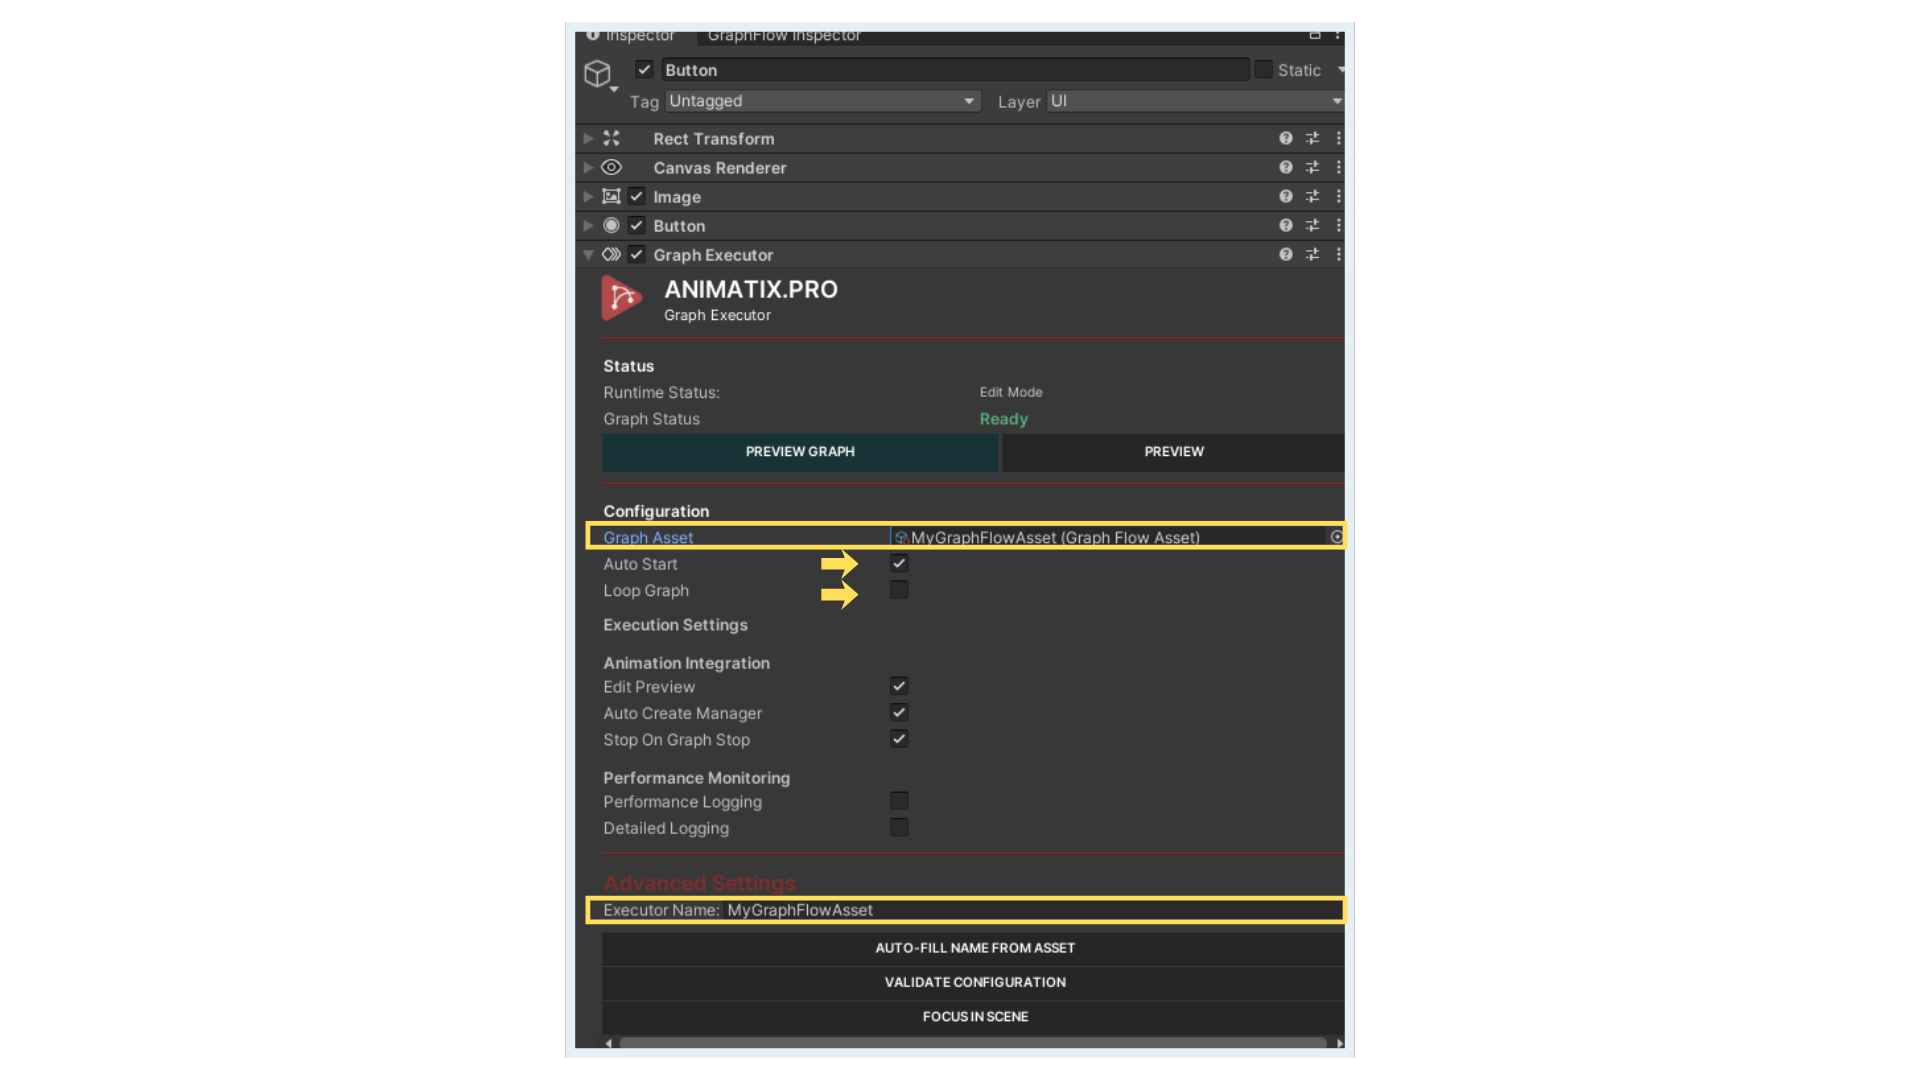 Inspector GraphFlow Inspector
Button Static
Tag Untagged Layer UI
Rect Transform
Canvas Renderer
Image
Button
Graph Executor
ANIMATIX.PRO
Graph Executor
Status
Runtime Status: Edit Mode
Graph Status Ready
PREVIEW GRAPH PREVIEW
Configuration
Graph Asset MyGraphFlowAsset (Graph Flow Asset)
Auto Start
Loop Graph
Execution Settings
Animation Integration
Edit Preview
Auto Create Manager
Stop On Graph Stop
Performance Monitoring
Performance Logging
Detailed Logging
Advanced Settings
Executor Name: MyGraphFlowAsset
AUTO-FILL NAME FROM ASSET
VALIDATE CONFIGURATION
FOCUS IN SCENE